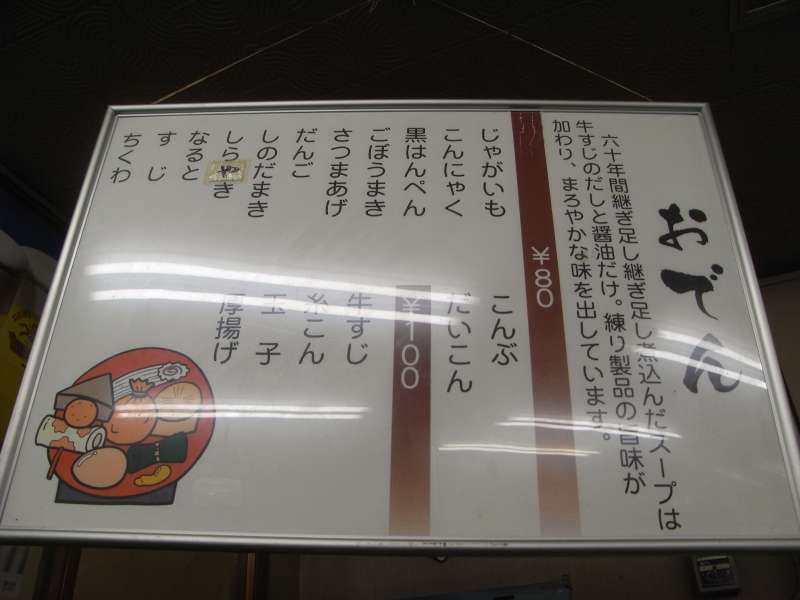 おでん
六十年間継ぎ足し継ぎ足し煮込んだスープは
牛すじのだしと醤油だけ。練り製品の旨味が
加わり、まろやかな味を出しています。
￥80
じゃがいも
こんにゃく
黒はんぺん
ごぼうまき
さつまあげ
だんご
しのだまき
しらやき
なると
すじ
ちくわ
こんぶ
だいこん
￥100
牛すじ
糸こん
玉子
厚揚げ